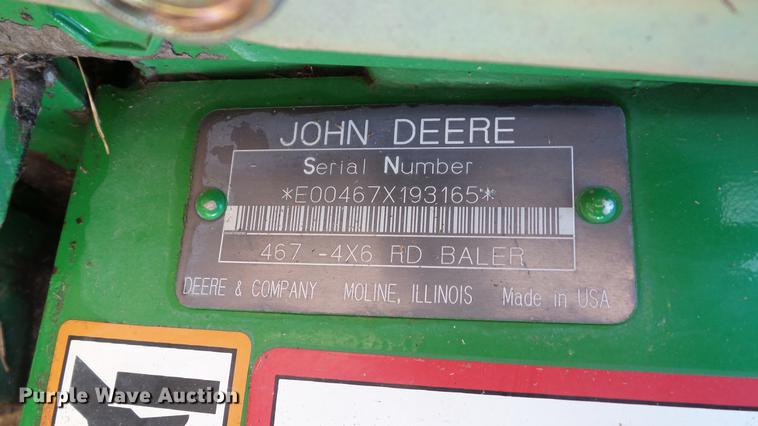 JOHN DEERE
Serial Number
*E00467X193165*
467 -4X6 RD BALER
DEERE & COMPANY MOLINE, ILLINOIS Made in USA
Purple Wave Auction